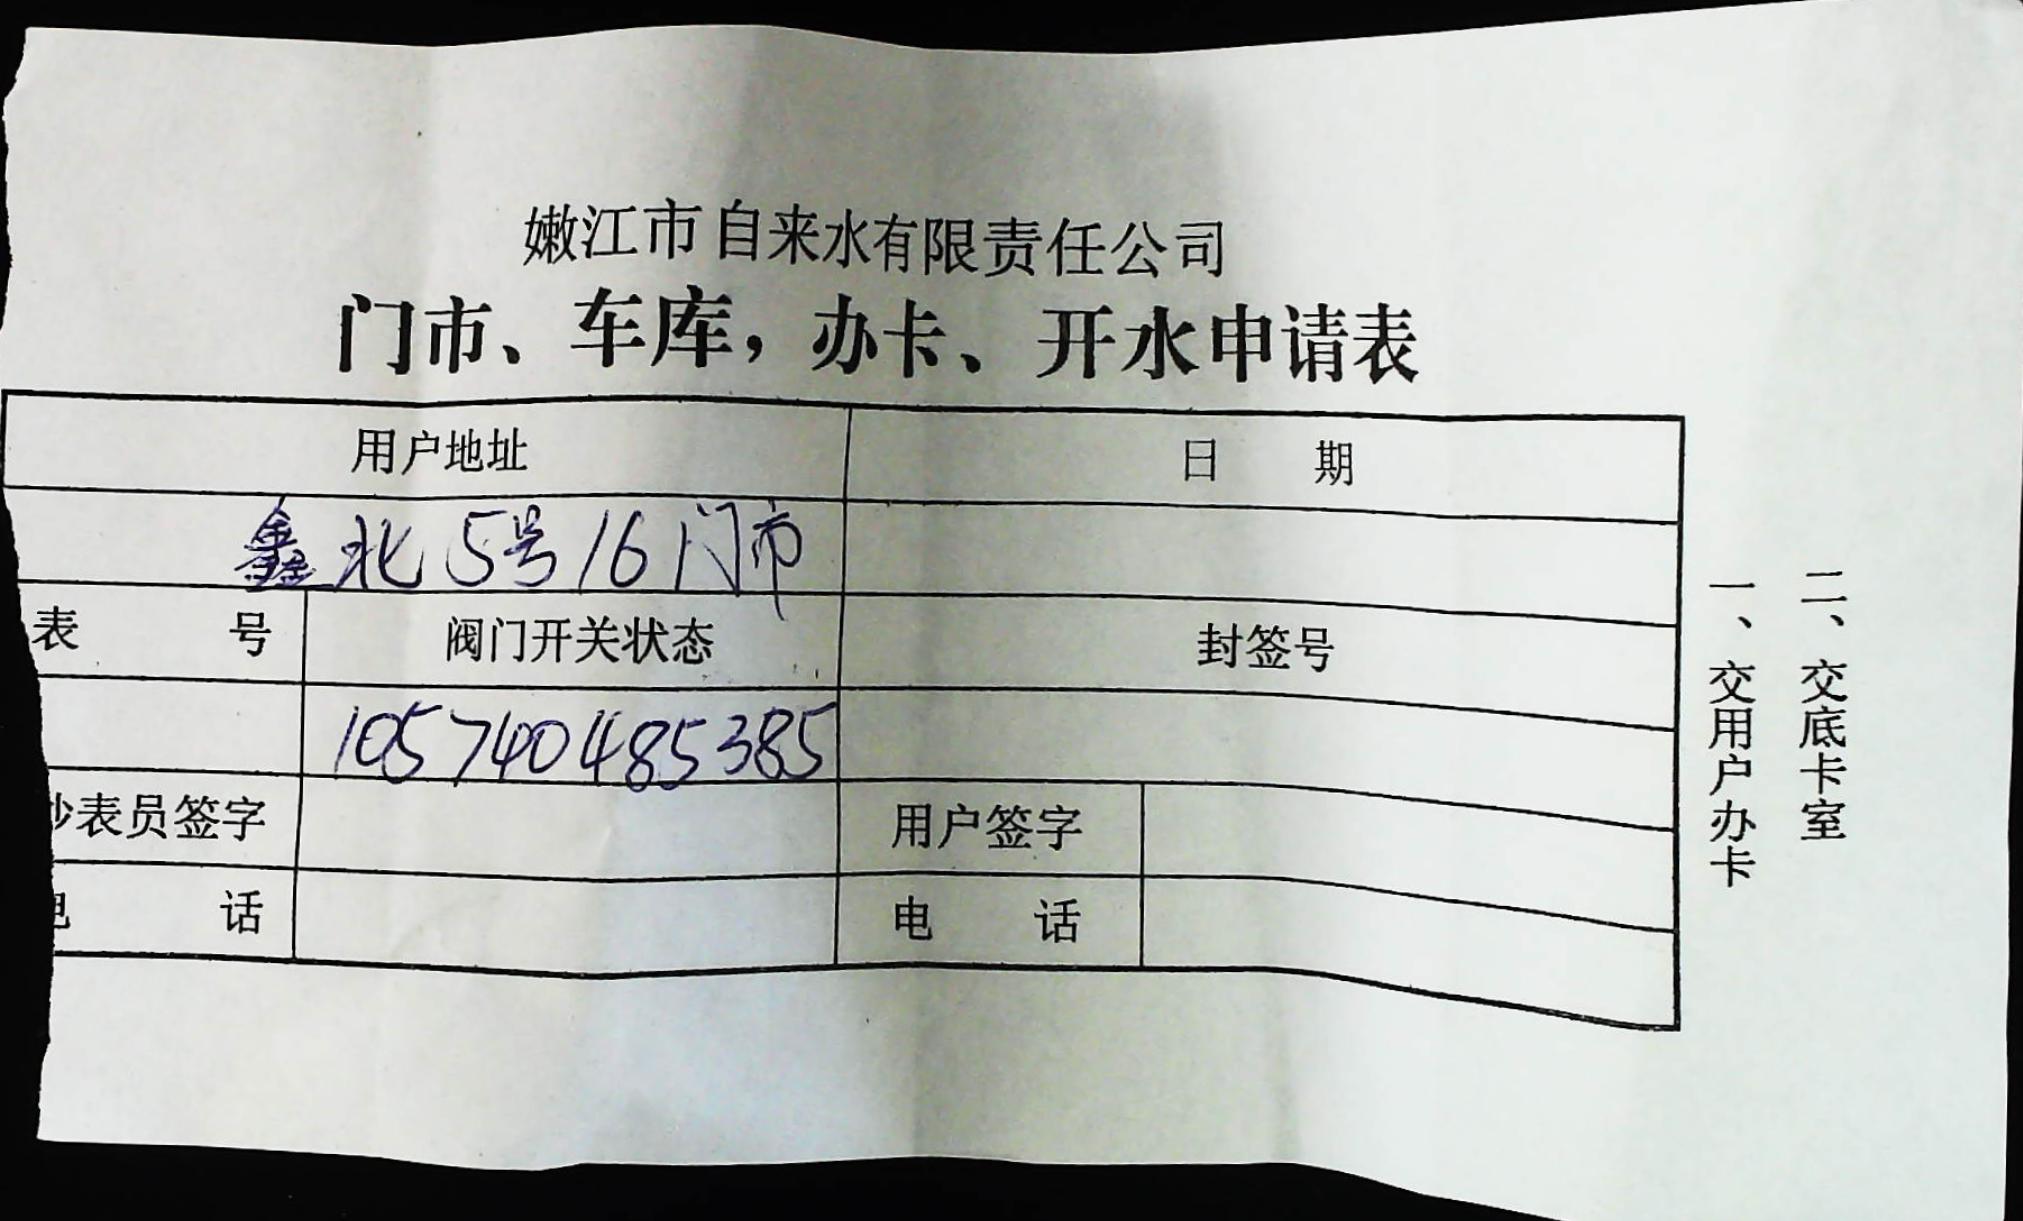 嫩江市自来水有限责任公司
门市、车库，办卡、开水申请表
用户地址 日 期
鑫北5号16门市
表 号 阀门开关状态 封签号
105740485385
抄表员签字 用户签字
电 话 电 话
一、交用户办卡
二、交底卡室